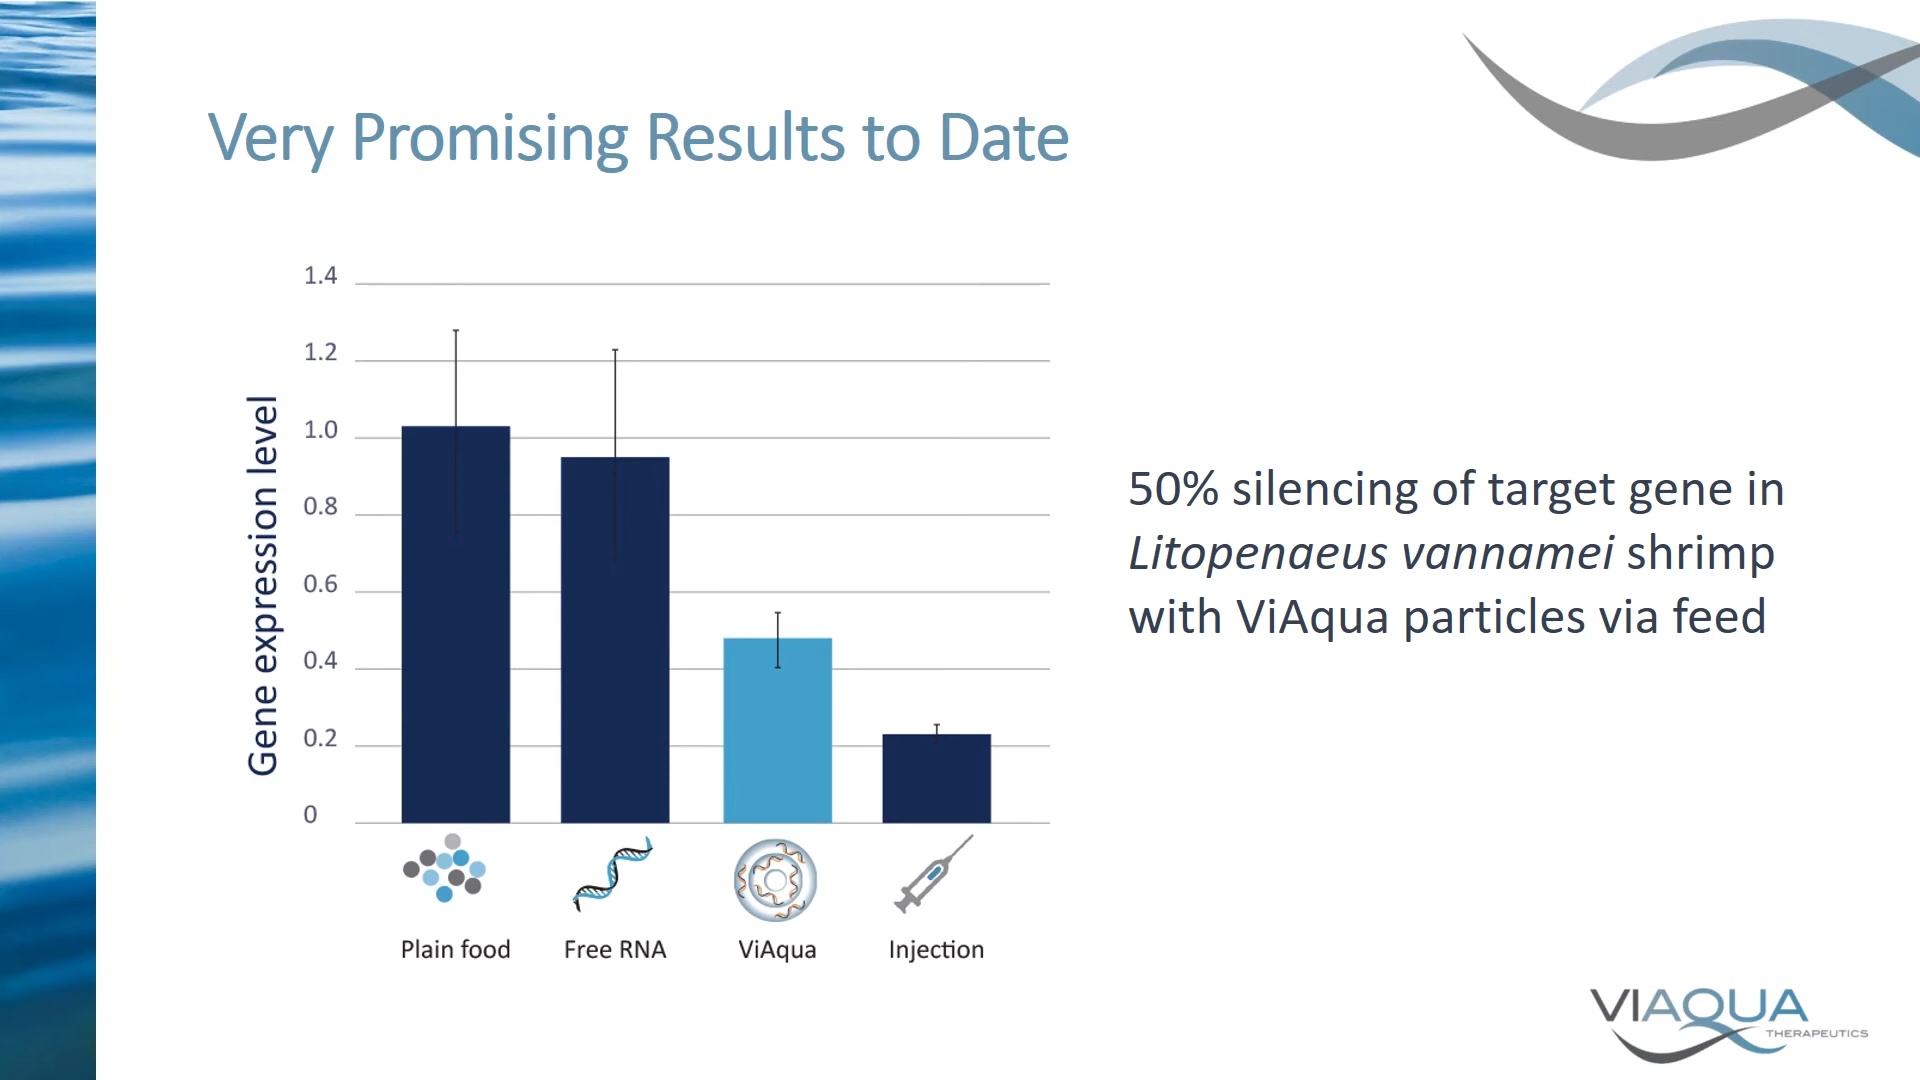 Very Promising Results to Date
Gene expression level
1.4
1.2
1.0
0.8
0.6
0.4
0.2
0
Plain food
Free RNA
ViAqua
Injection
50% silencing of target gene in
Litopenaeus vannamei shrimp
with ViAqua particles via feed
VIAQUA
THERAPEUTICS